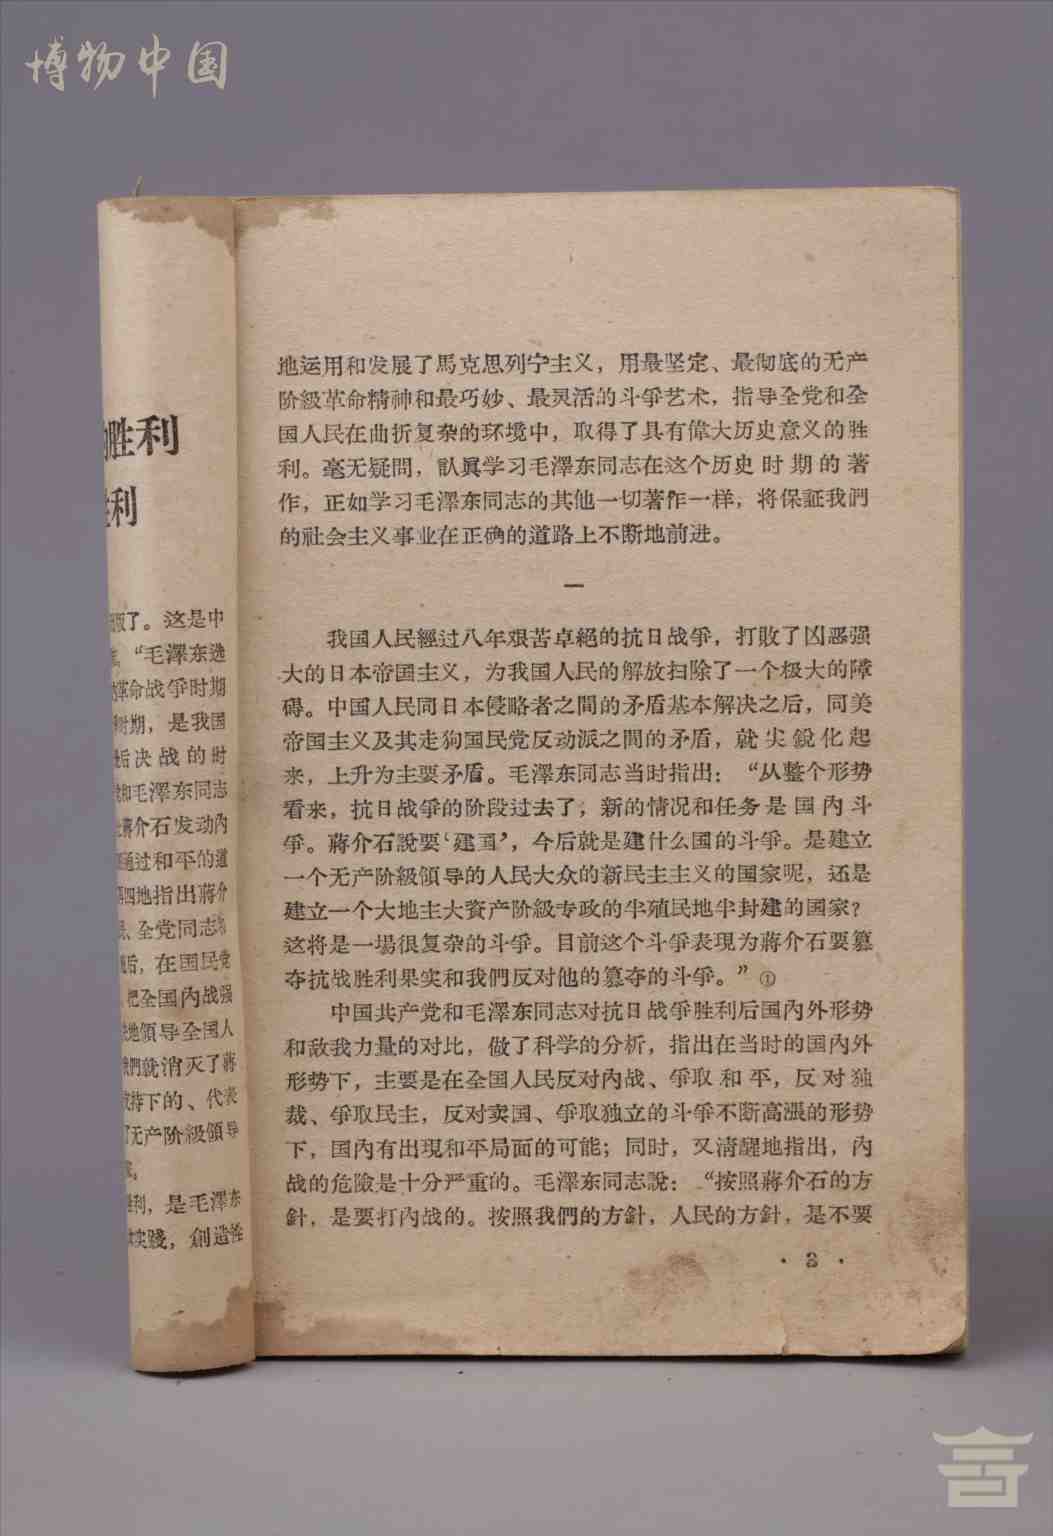 博物中国
胜利
胜利
版了。这是中
“毛澤东选
革命战爭时期
时期，是我国
后决战的时
和毛澤东同志
蔣介石发动內
通过和平的道
四地指出蔣介
全党同志
后，在国民党
把全国內战强
地領导全国人
們就消灭了蔣
持下的、代表
了无产阶級領导
利，是毛澤东
实踐，創造性
地运用和发展了馬克思列宁主义，用最坚定、最彻底的无产
阶級革命精神和最巧妙、最灵活的斗爭艺术，指导全党和全
国人民在曲折复杂的环境中，取得了具有偉大历史意义的胜
利。毫无疑問，认眞学习毛澤东同志在这个历史时期的著
作，正如学习毛澤东同志的其他一切著作一样，将保証我們
的社会主义事业在正确的道路上不断地前进。
一
我国人民經过八年艰苦卓絕的抗日战爭，打敗了凶恶强
大的日本帝国主义，为我国人民的解放扫除了一个极大的障
碍。中国人民同日本侵略者之間的矛盾基本解决之后，同美
帝国主义及其走狗国民党反动派之間的矛盾，就尖銳化起
来，上升为主要矛盾。毛澤东同志当时指出：“从整个形势
看来，抗日战爭的阶段过去了，新的情况和任务是国內斗
爭。蔣介石說要‘建国’，今后就是建什么国的斗爭。是建立
一个无产阶級領导的人民大众的新民主主义的国家呢，还是
建立一个大地主大資产阶級专政的半殖民地半封建的国家？
这将是一場很复杂的斗爭。目前这个斗爭表現为蔣介石要篡
夺抗战胜利果实和我們反对他的篡夺的斗爭。”①
中国共产党和毛澤东同志对抗日战爭胜利后国內外形势
和敌我力量的对比，做了科学的分析，指出在当时的国內外
形势下，主要是在全国人民反对內战、爭取和平，反对独
裁、爭取民主，反对卖国、爭取独立的斗爭不断高漲的形势
下，国內有出現和平局面的可能；同时，又清醒地指出，內
战的危險是十分严重的。毛澤东同志說：“按照蔣介石的方
針，是要打內战的。按照我們的方針，人民的方針，是不要